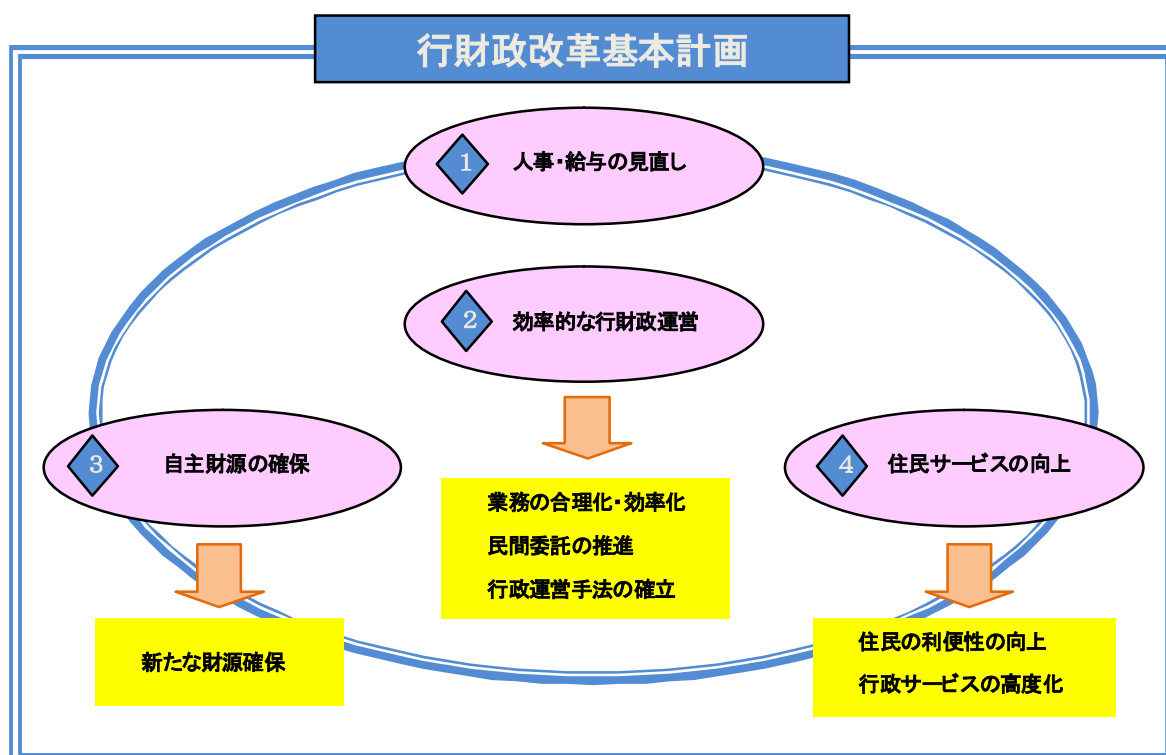 行財政改革基本計画
1 人事・給与の見直し
2 効率的な行財政運営
業務の合理化・効率化
民間委託の推進
行政運営手法の確立
3 自主財源の確保
新たな財源確保
4 住民サービスの向上
住民の利便性の向上
行政サービスの高度化